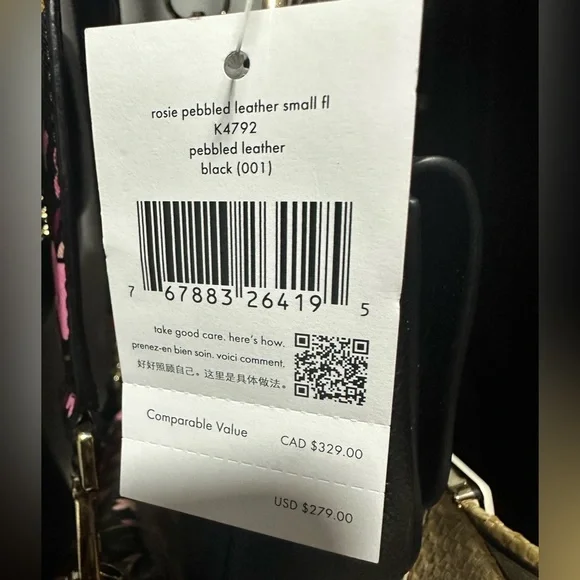 rosie pebbled leather small fl
K4792
pebbled leather
black (001)
7 67883 26419 5
take good care. here's how.
prenez-en bien soin. voici comment.
好好照顾自己。这里是具体做法。
Comparable Value CAD $329.00
USD $279.00